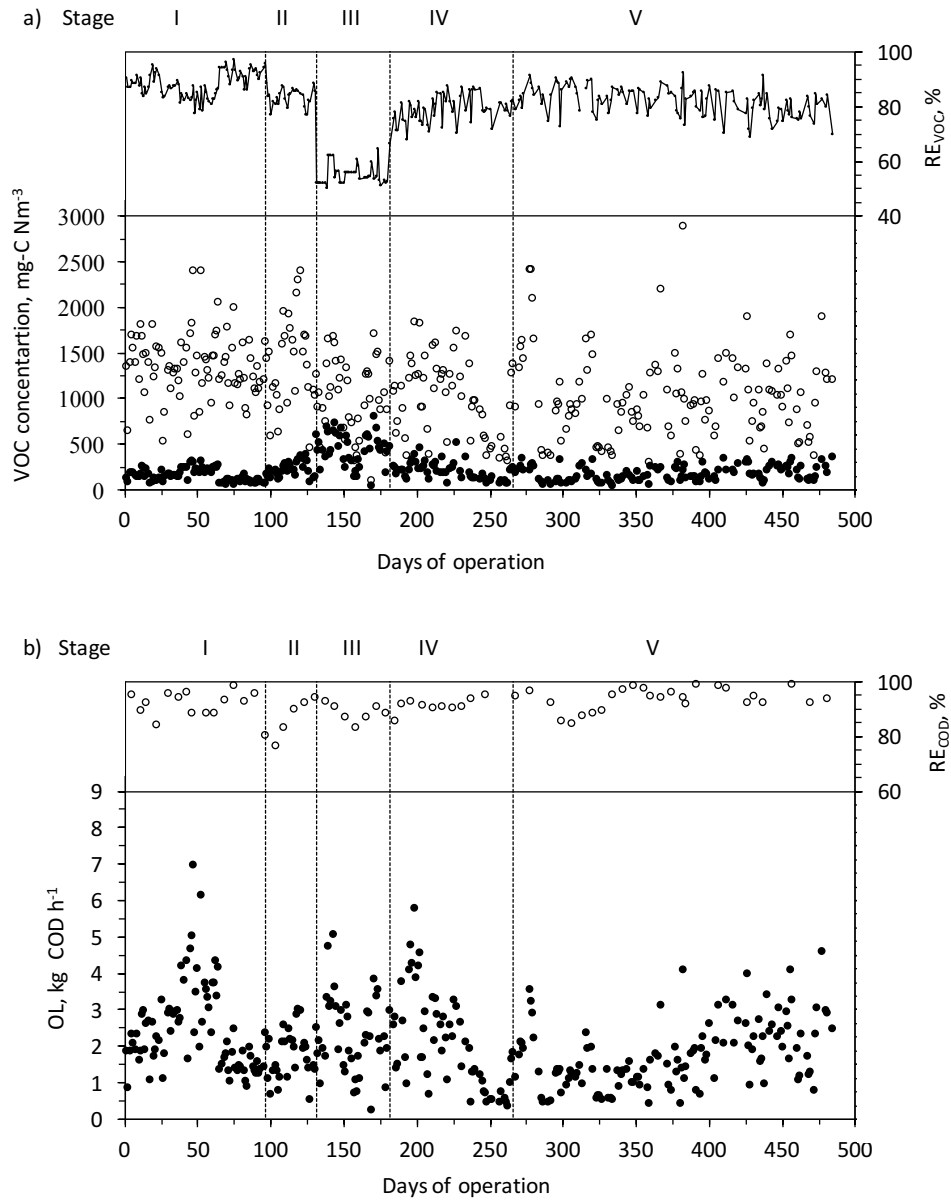 a) Stage I II III IV V
100
80
60
40
RE_VOC, %
3000
2500
2000
1500
1000
500
0
VOC concentartion, mg-C Nm-3
0 50 100 150 200 250 300 350 400 450 500
Days of operation
b) Stage I II III IV V
100
80
60
RE_COD, %
9
8
7
6
5
4
3
2
1
0
OL, kg COD h-1
0 50 100 150 200 250 300 350 400 450 500
Days of operation